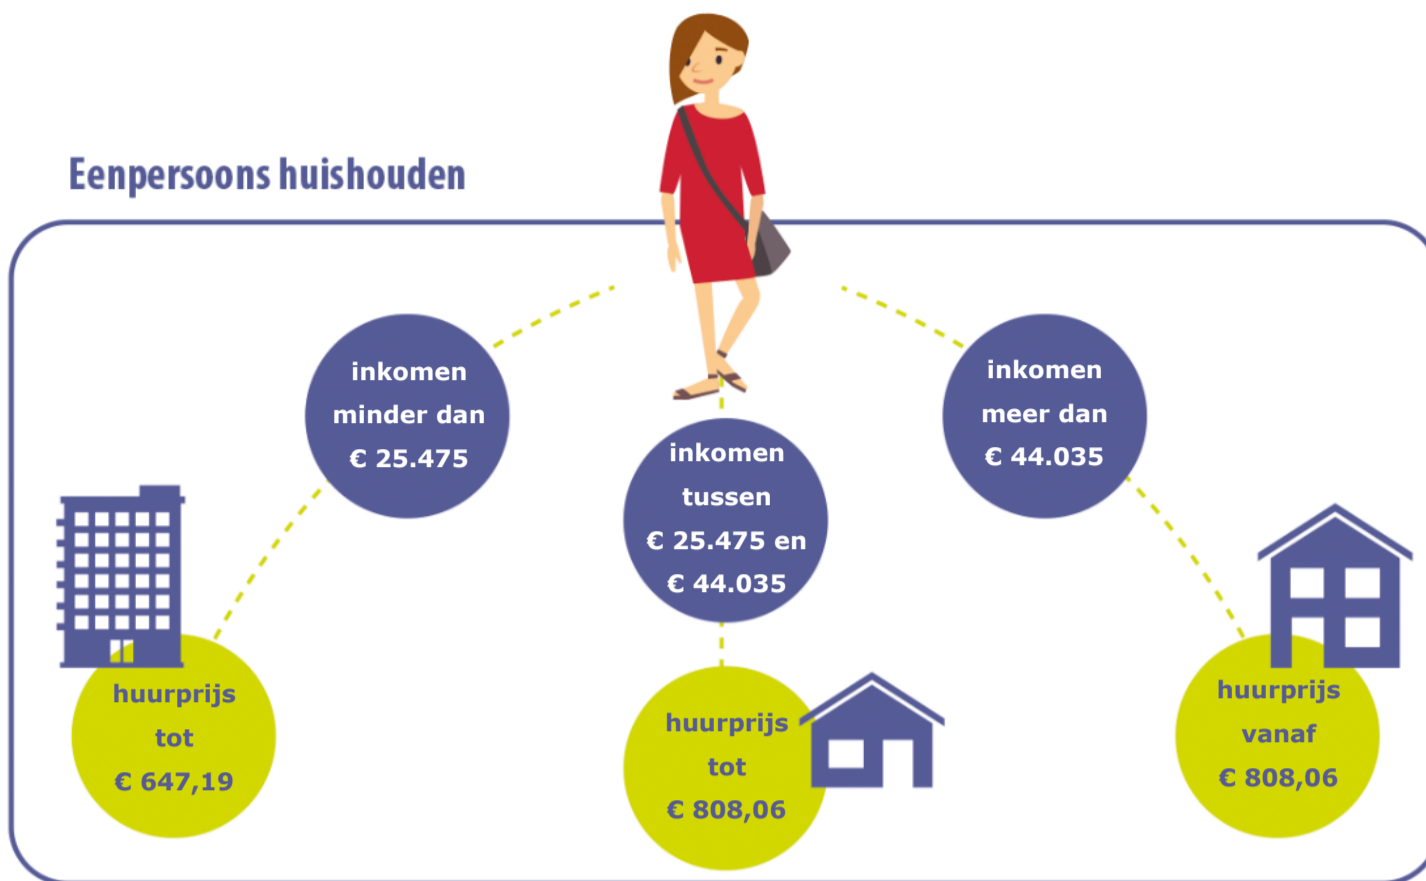 Eenpersoons huishouden
inkomen
minder dan
€ 25.475
inkomen
tussen
€ 25.475 en
€ 44.035
inkomen
meer dan
€ 44.035
huurprijs
tot
€ 647,19
huurprijs
tot
€ 808,06
huurprijs
vanaf
€ 808,06